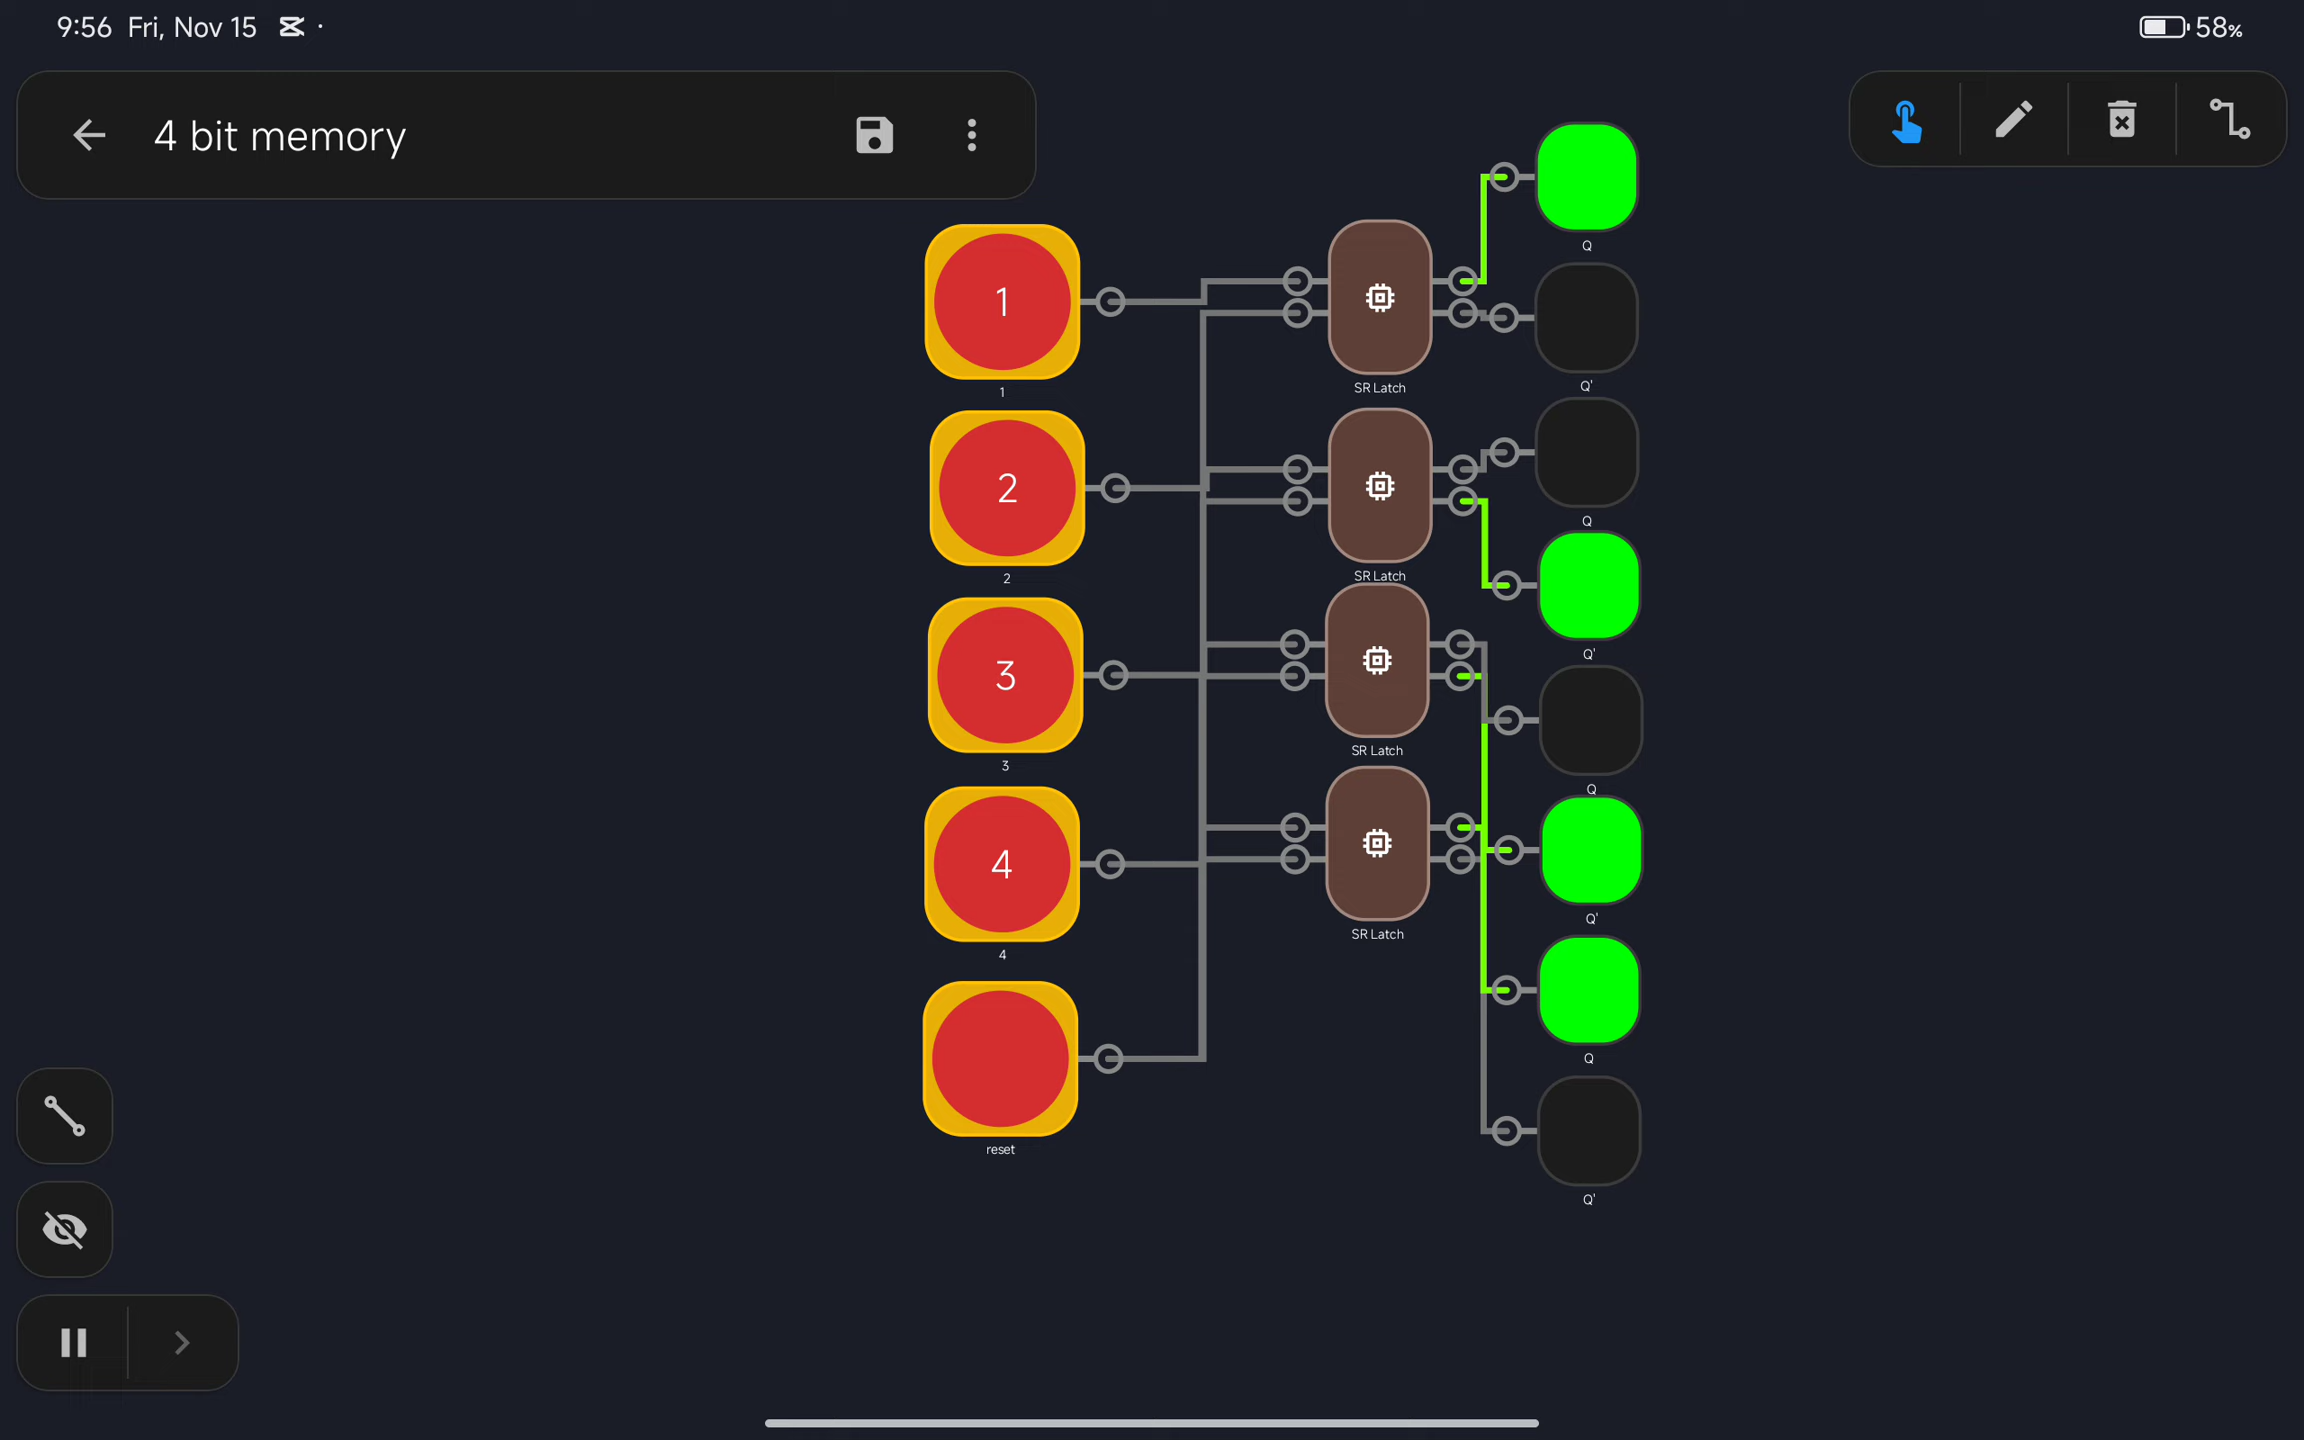 9:56 Fri, Nov 15
58%
4 bit memory
Q
1
1
SR Latch
Q'
2
2
SR Latch
Q
3
3
SR Latch
Q'
Q
4
4
SR Latch
Q'
reset
Q
Q'